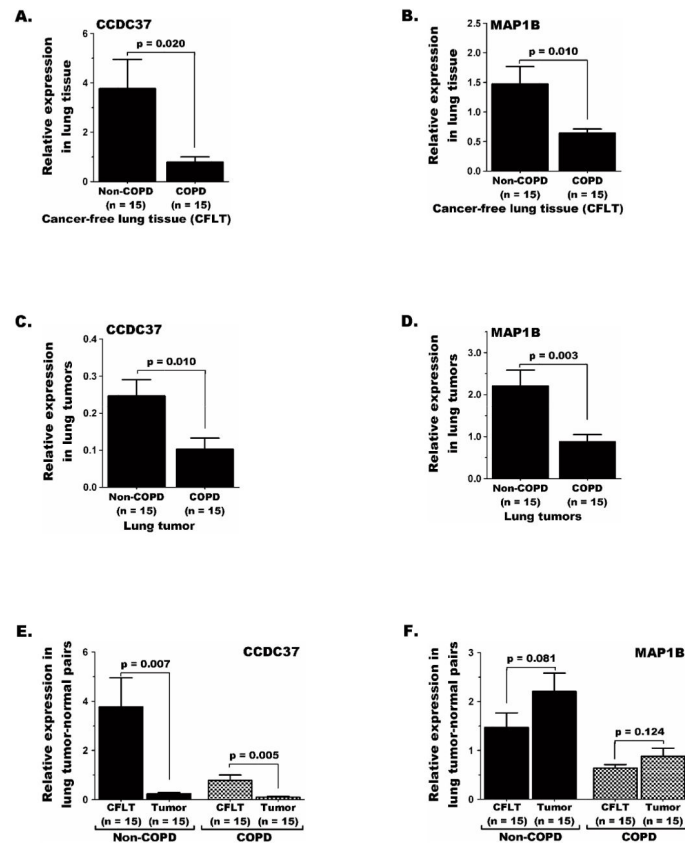 A.
CCDC37
p = 0.020
Relative expression
in lung tissue
6
4
2
0
Non-COPD COPD
(n = 15) (n = 15)
Cancer-free lung tissue (CFLT)
B.
MAP1B
p = 0.010
Relative expression
in lung tissue
2.0
1.5
1.0
0.5
0.0
Non-COPD COPD
(n = 15) (n = 15)
Cancer-free lung tissue (CFLT)
C.
CCDC37
p = 0.010
Relative expression
in lung tumors
0.4
0.3
0.2
0.1
0.0
Non-COPD COPD
(n = 15) (n = 15)
Lung tumor
D.
MAP1B
p = 0.003
Relative expression
in lung tumors
3.0
2.0
1.0
0.0
Non-COPD COPD
(n = 15) (n = 15)
Lung tumors
E.
CCDC37
p = 0.007
p = 0.005
Relative expression in
lung tumor-normal pairs
6
4
2
0
CFLT Tumor CFLT Tumor
(n = 15) (n = 15) (n = 15) (n = 15)
Non-COPD COPD
F.
MAP1B
p = 0.081
p = 0.124
Relative expression in
lung tumor-normal pairs
3
2
1
0
CFLT Tumor CFLT Tumor
(n = 15) (n = 15) (n = 15) (n = 15)
Non-COPD COPD